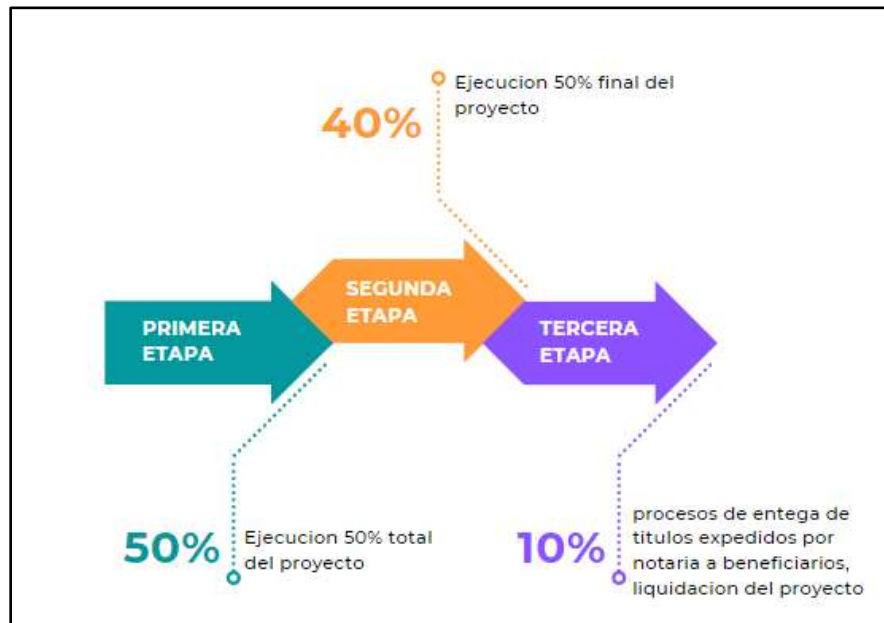 40%
Ejecucion 50% final del
proyecto
PRIMERA
ETAPA
SEGUNDA
ETAPA
TERCERA
ETAPA
50%
Ejecucion 50% total
del proyecto
10%
procesos de entega de
titulos expedidos por
notaria a beneficiarios,
liquidacion del proyecto